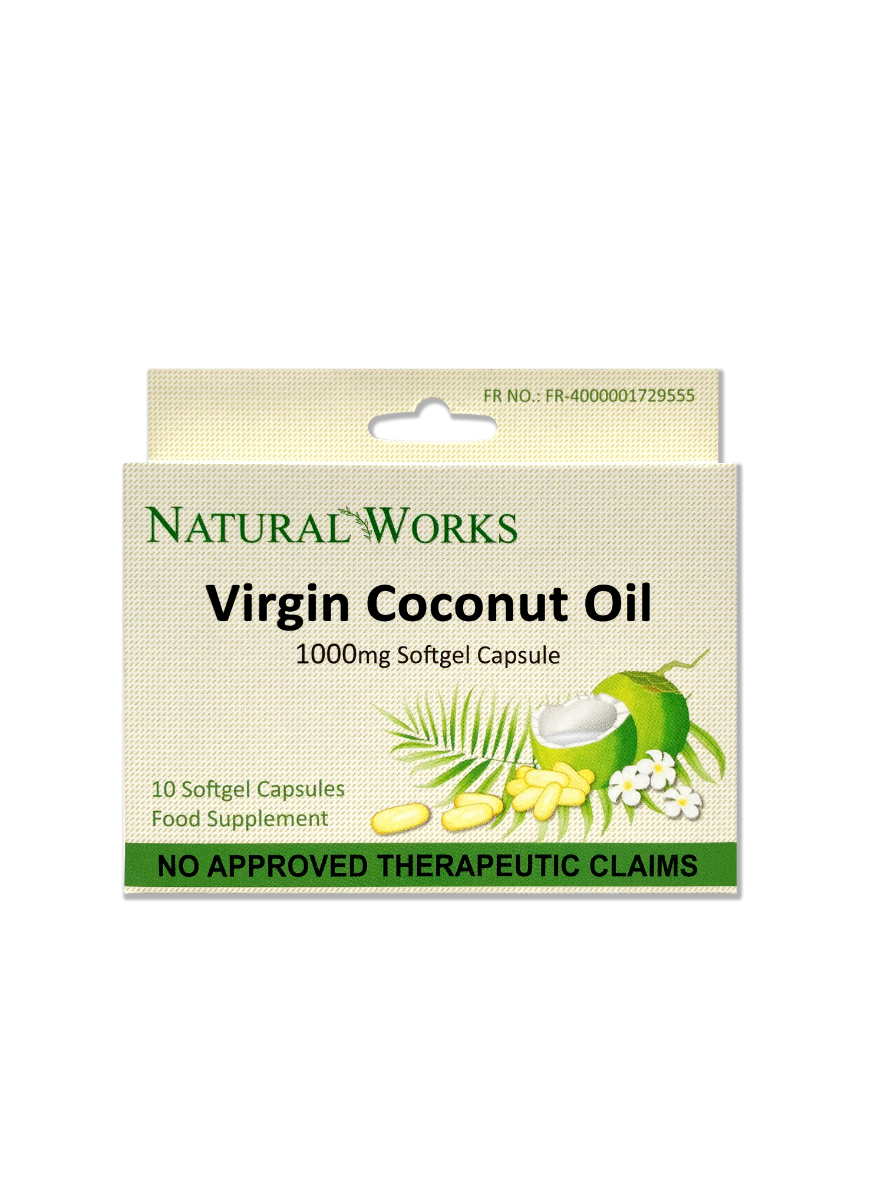 FR NO.: FR-4000001729555
NATURAL WORKS
Virgin Coconut Oil
1000mg Softgel Capsule
10 Softgel Capsules
Food Supplement
NO APPROVED THERAPEUTIC CLAIMS